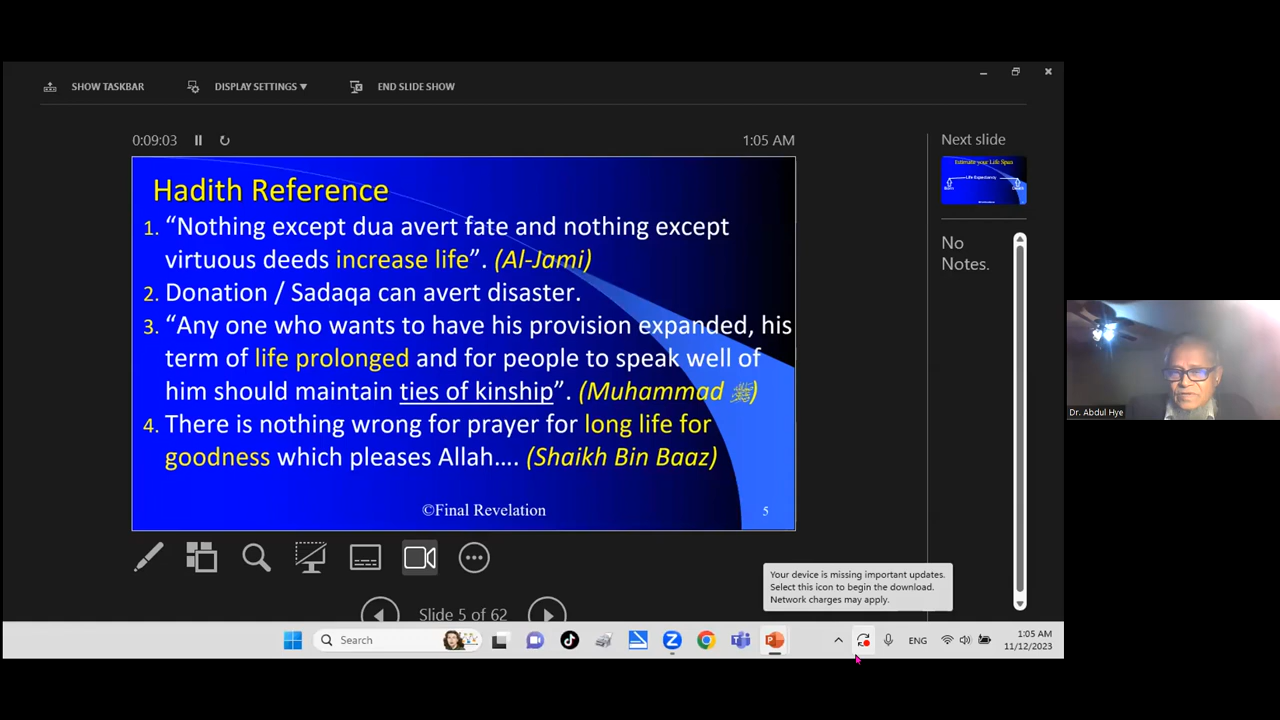 SHOW TASKBAR
DISPLAY SETTINGS ▼
END SLIDE SHOW
0:09:03
1:05 AM
Next slide
Hadith Reference
1. “Nothing except dua avert fate and nothing except
virtuous deeds increase life”. (Al-Jami)
2. Donation / Sadaqa can avert disaster.
3. “Any one who wants to have his provision expanded, his
term of life prolonged and for people to speak well of
him should maintain ties of kinship”. (Muhammad ﷺ)
4. There is nothing wrong for prayer for long life for
goodness which pleases Allah…. (Shaikh Bin Baaz)
©Final Revelation
5
Estimate your Life Span
Life Expectancy
No
Notes.
Dr. Abdul Hye
Your device is missing important updates.
Select this icon to begin the download.
Network charges may apply.
Slide 5 of 62
Search
ENG
1:05 AM
11/12/2023